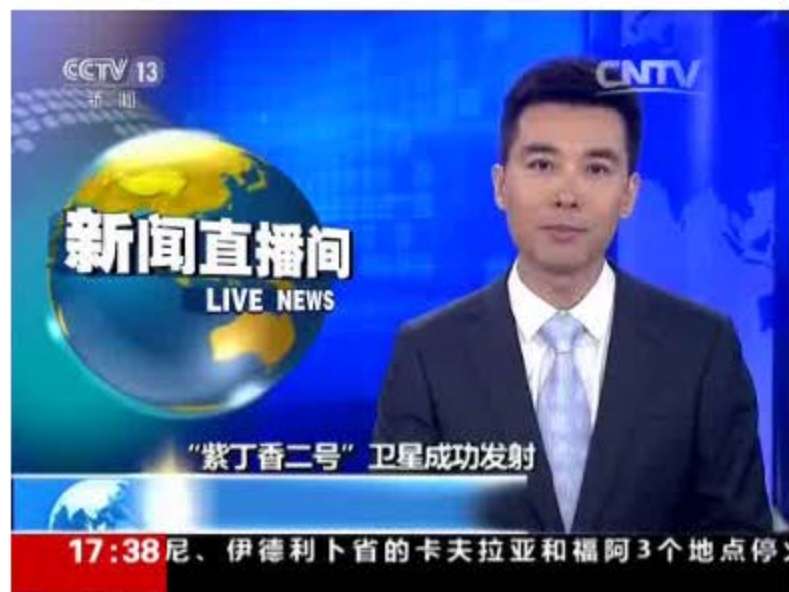 CCTV 13
新闻
CNTV
新闻直播间
LIVE NEWS
“紫丁香二号”卫星成功发射
17:38 尼、伊德利卜省的卡夫拉亚和福阿3个地点停火